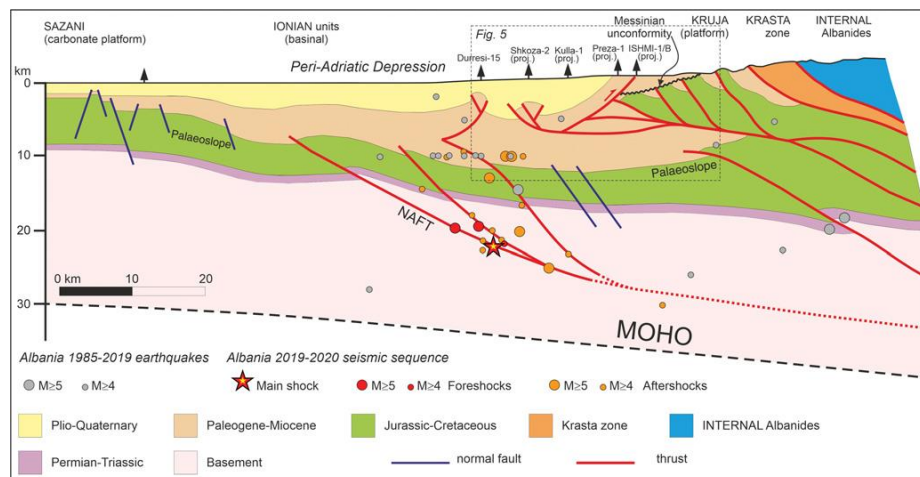 SAZANI
(carbonate platform)
IONIAN units
(basinal)
Peri-Adriatic Depression
Fig. 5
Durresi-15
Shkoza-2
(proj.)
Kulla-1
(proj.)
Messinian
unconformity
Preza-1
(proj.)
ISHMI-1/B
(proj.)
KRUJA
(platform)
KRASTA
zone
INTERNAL
Albanides
km
0
10
20
30
Palaeoslope
Palaeoslope
NAFT
0 km
10
20
MOHO
Albania 1985-2019 earthquakes
Albania 2019-2020 seismic sequence
M≥5
M≥4
Main shock
M≥5
M≥4 Foreshocks
M≥5
M≥4 Aftershocks
Plio-Quaternary
Paleogene-Miocene
Jurassic-Cretaceous
Krasta zone
INTERNAL Albanides
Permian-Triassic
Basement
normal fault
thrust